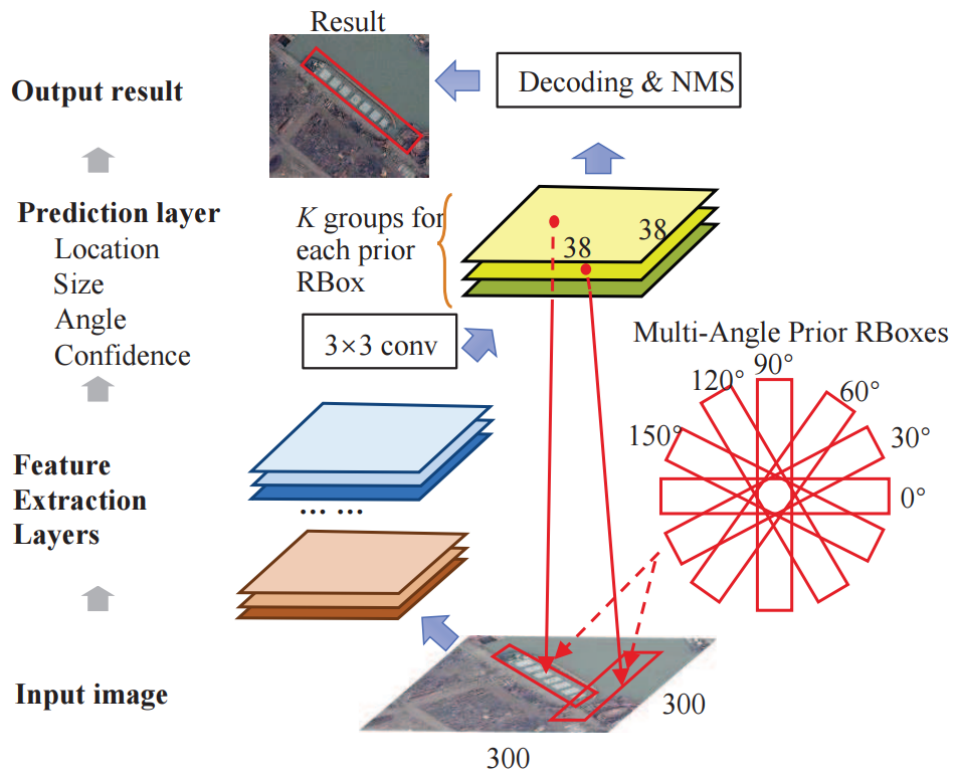 Result
Output result
Decoding & NMS
Prediction layer
Location
Size
Angle
Confidence
K groups for
each prior
RBox
38
38
3×3 conv
Multi-Angle Prior RBoxes
90°
120°
60°
150°
30°
0°
Feature
Extraction
Layers
... ...
Input image
300
300